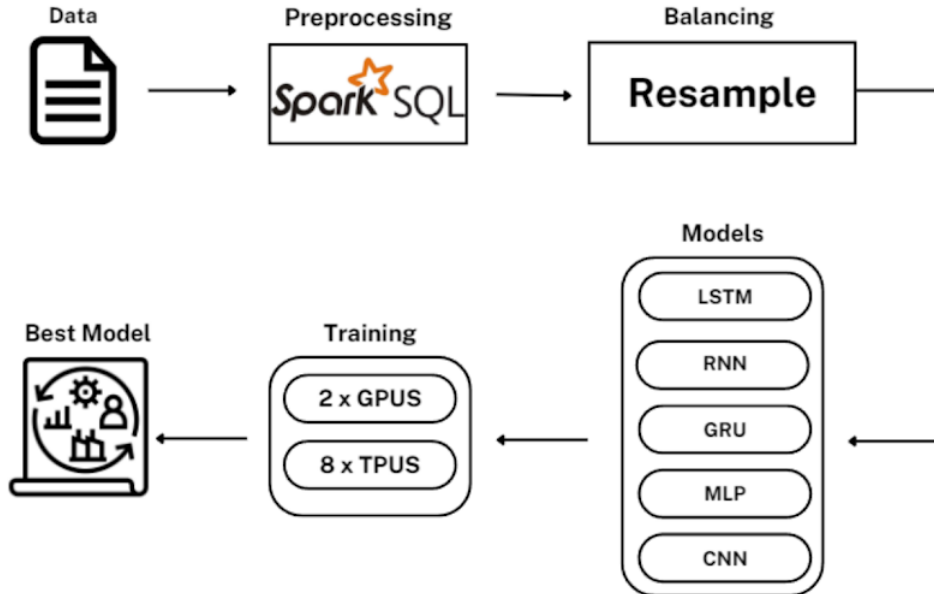 Data
Preprocessing
Balancing
Spark SQL
Resample
Models
LSTM
RNN
GRU
MLP
CNN
Training
2 x GPUS
8 x TPUS
Best Model